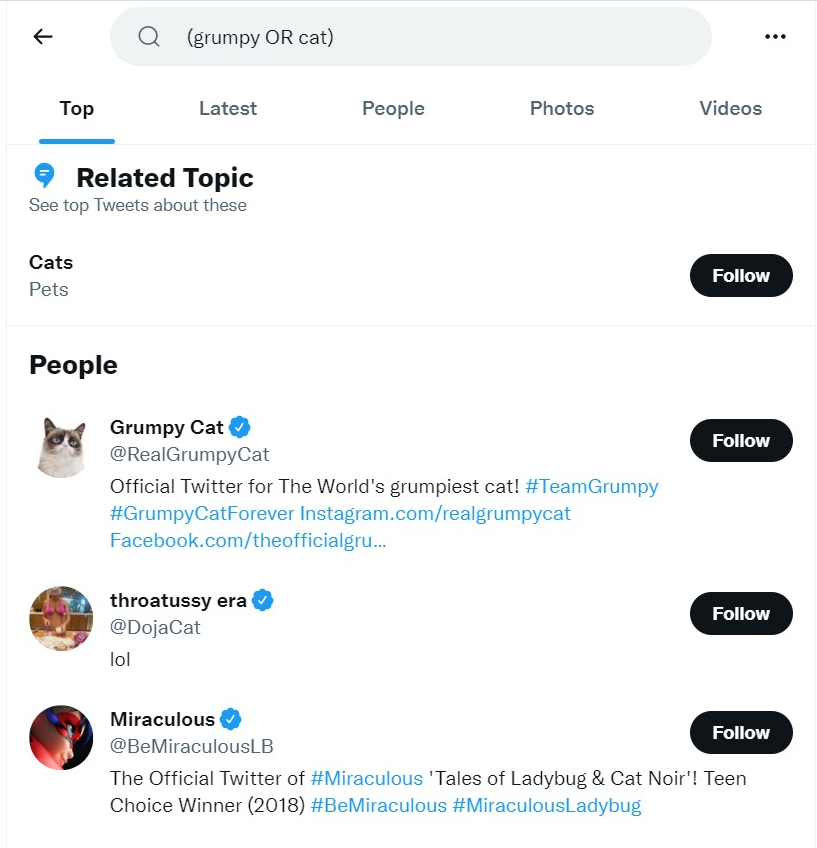 (grumpy OR cat)
Top Latest People Photos Videos
Related Topic
See top Tweets about these
Cats
Pets
Follow
People
Grumpy Cat
@RealGrumpyCat
Follow
Official Twitter for The World's grumpiest cat! #TeamGrumpy
#GrumpyCatForever Instagram.com/realgrumpycat
Facebook.com/theofficialgru...
throatussy era
@DojaCat
Follow
lol
Miraculous
@BeMiraculousLB
Follow
The Official Twitter of #Miraculous 'Tales of Ladybug & Cat Noir'! Teen
Choice Winner (2018) #BeMiraculous #MiraculousLadybug